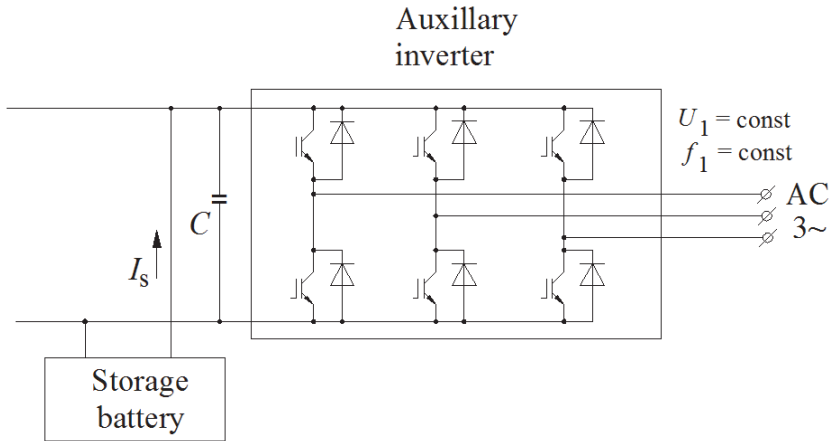 Auxillary
inverter
U1 = const
f1 = const
AC
3~
C
Is
Storage
battery